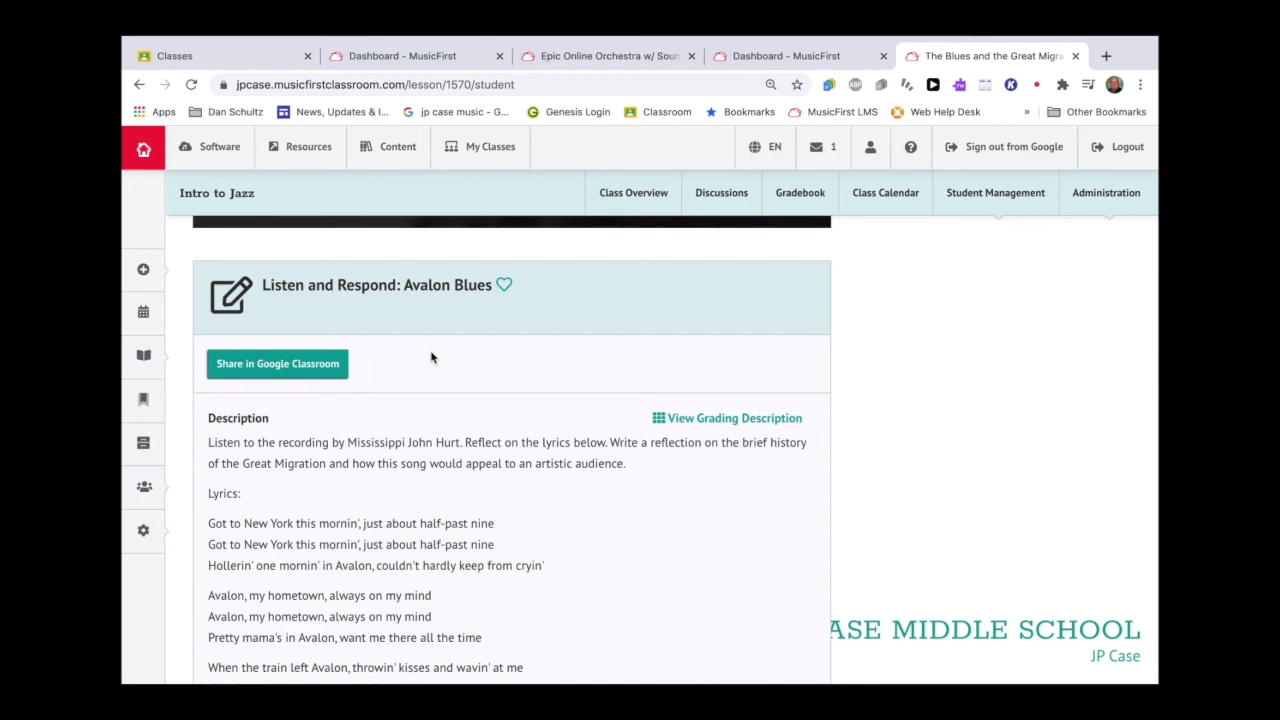 Classes
Dashboard - MusicFirst
Epic Online Orchestra w/ Soun
Dashboard - MusicFirst
The Blues and the Great Migra
jpcase.musicfirstclassroom.com/lesson/1570/student
Apps
Dan Schultz
News, Updates & I...
jp case music - G...
Genesis Login
Classroom
Bookmarks
MusicFirst LMS
Web Help Desk
»
Other Bookmarks
Software
Resources
Content
My Classes
EN
1
Sign out from Google
Logout
Intro to Jazz
Class Overview
Discussions
Gradebook
Class Calendar
Student Management
Administration
Listen and Respond: Avalon Blues
Share in Google Classroom
Description
View Grading Description
Listen to the recording by Mississippi John Hurt. Reflect on the lyrics below. Write a reflection on the brief history
of the Great Migration and how this song would appeal to an artistic audience.
Lyrics:
Got to New York this mornin', just about half-past nine
Got to New York this mornin', just about half-past nine
Hollerin' one mornin' in Avalon, couldn't hardly keep from cryin'
Avalon, my hometown, always on my mind
Avalon, my hometown, always on my mind
Pretty mama's in Avalon, want me there all the time
When the train left Avalon, throwin' kisses and wavin' at me
ASE MIDDLE SCHOOL
JP Case